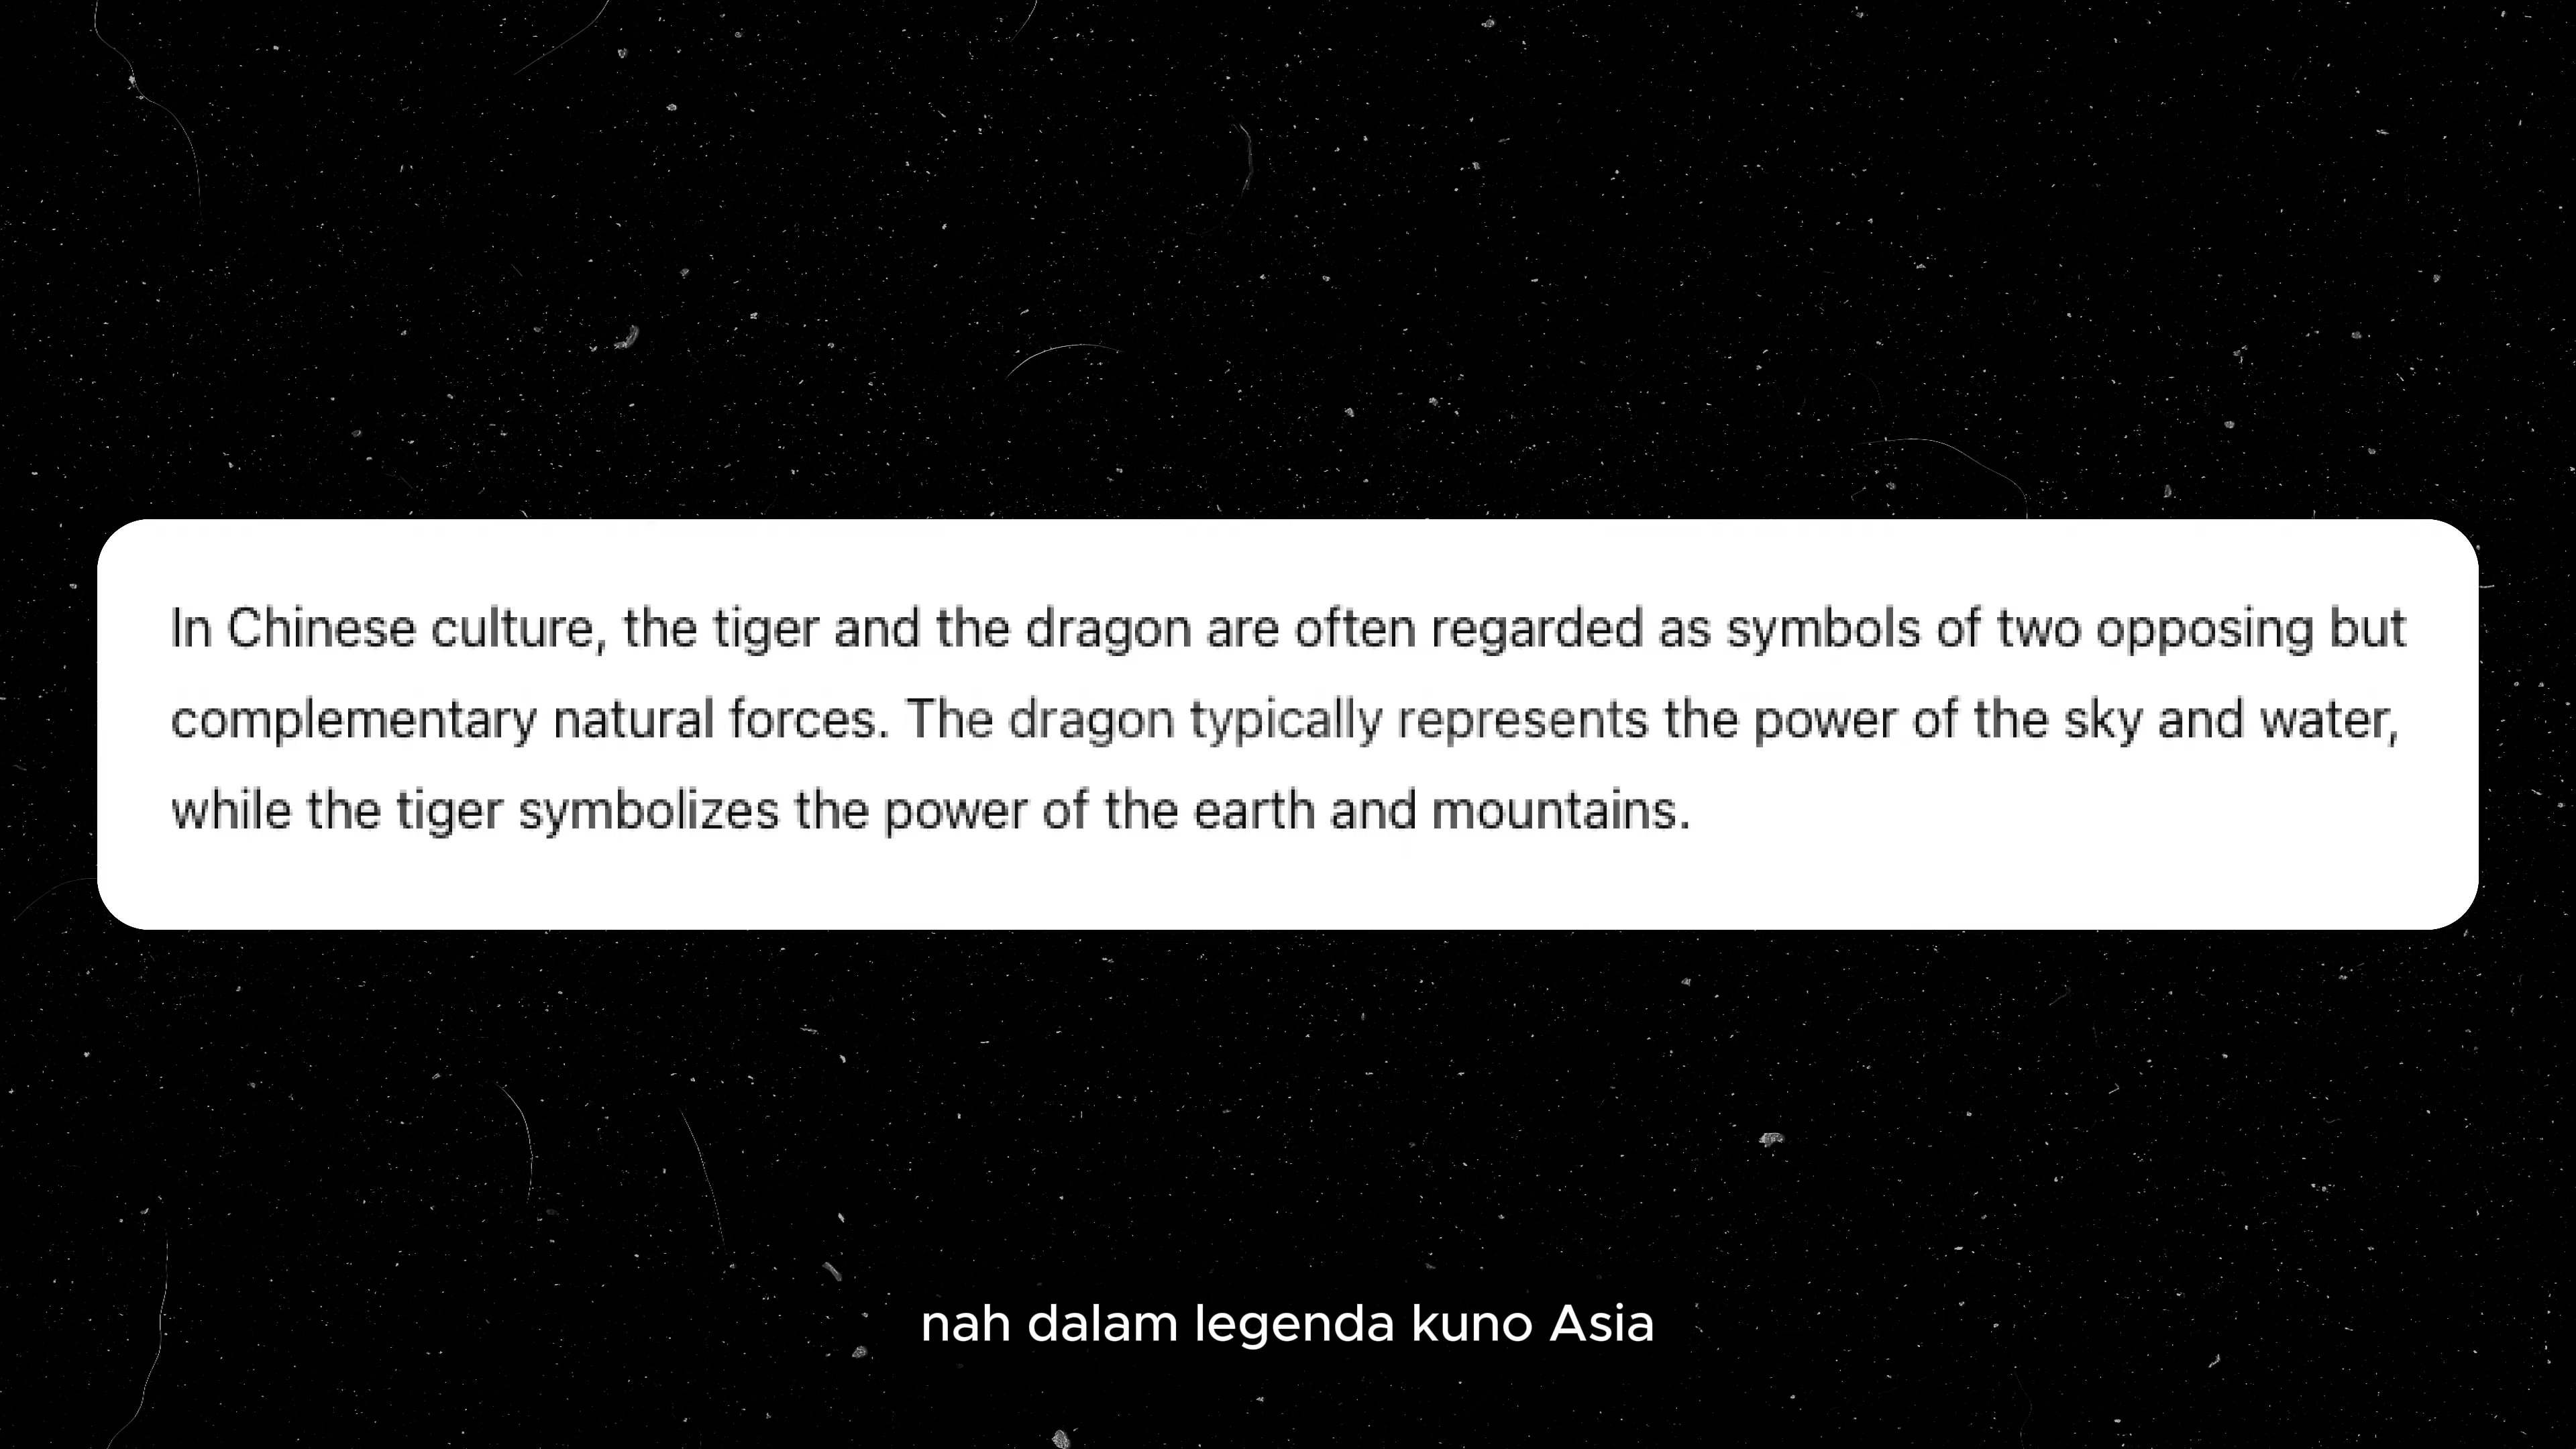 In Chinese culture, the tiger and the dragon are often regarded as symbols of two opposing but
complementary natural forces. The dragon typically represents the power of the sky and water,
while the tiger symbolizes the power of the earth and mountains.
nah dalam legenda kuno Asia